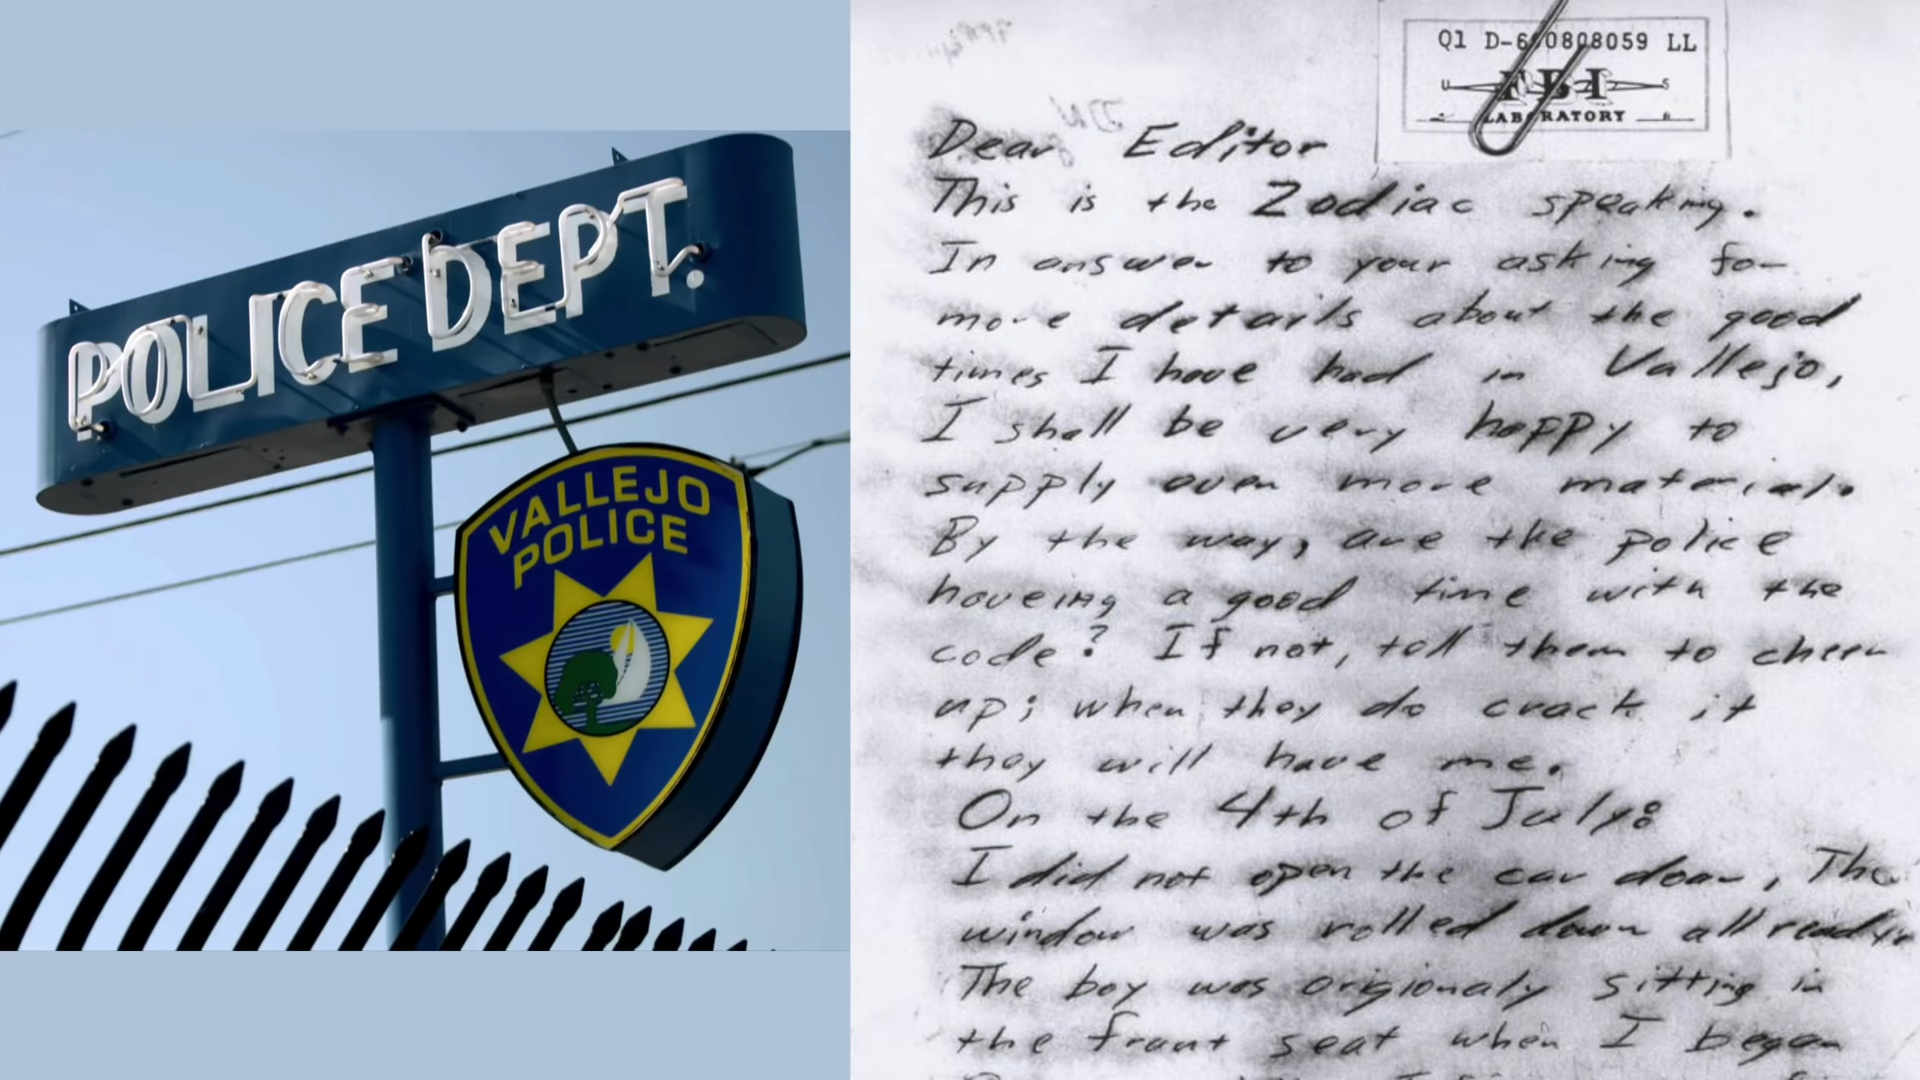 POLICE DEPT.
VALLEJO
POLICE
Q1 D-6 0808059 LL
U S
FBI
LABORATORY
Dear Editor
This is the Zodiac speaking.
In answer to your asking for
more details about the good
times I have had in Vallejo,
I shall be very happy to
supply even more material.
By the way, are the police
haveing a good time with the
code? If not, tell them to cheer
up; when they do crack it
they will have me.
On the 4th of July:
I did not open the car door, The
window was rolled down all ready
The boy was origionaly sitting in
the front seat when I began